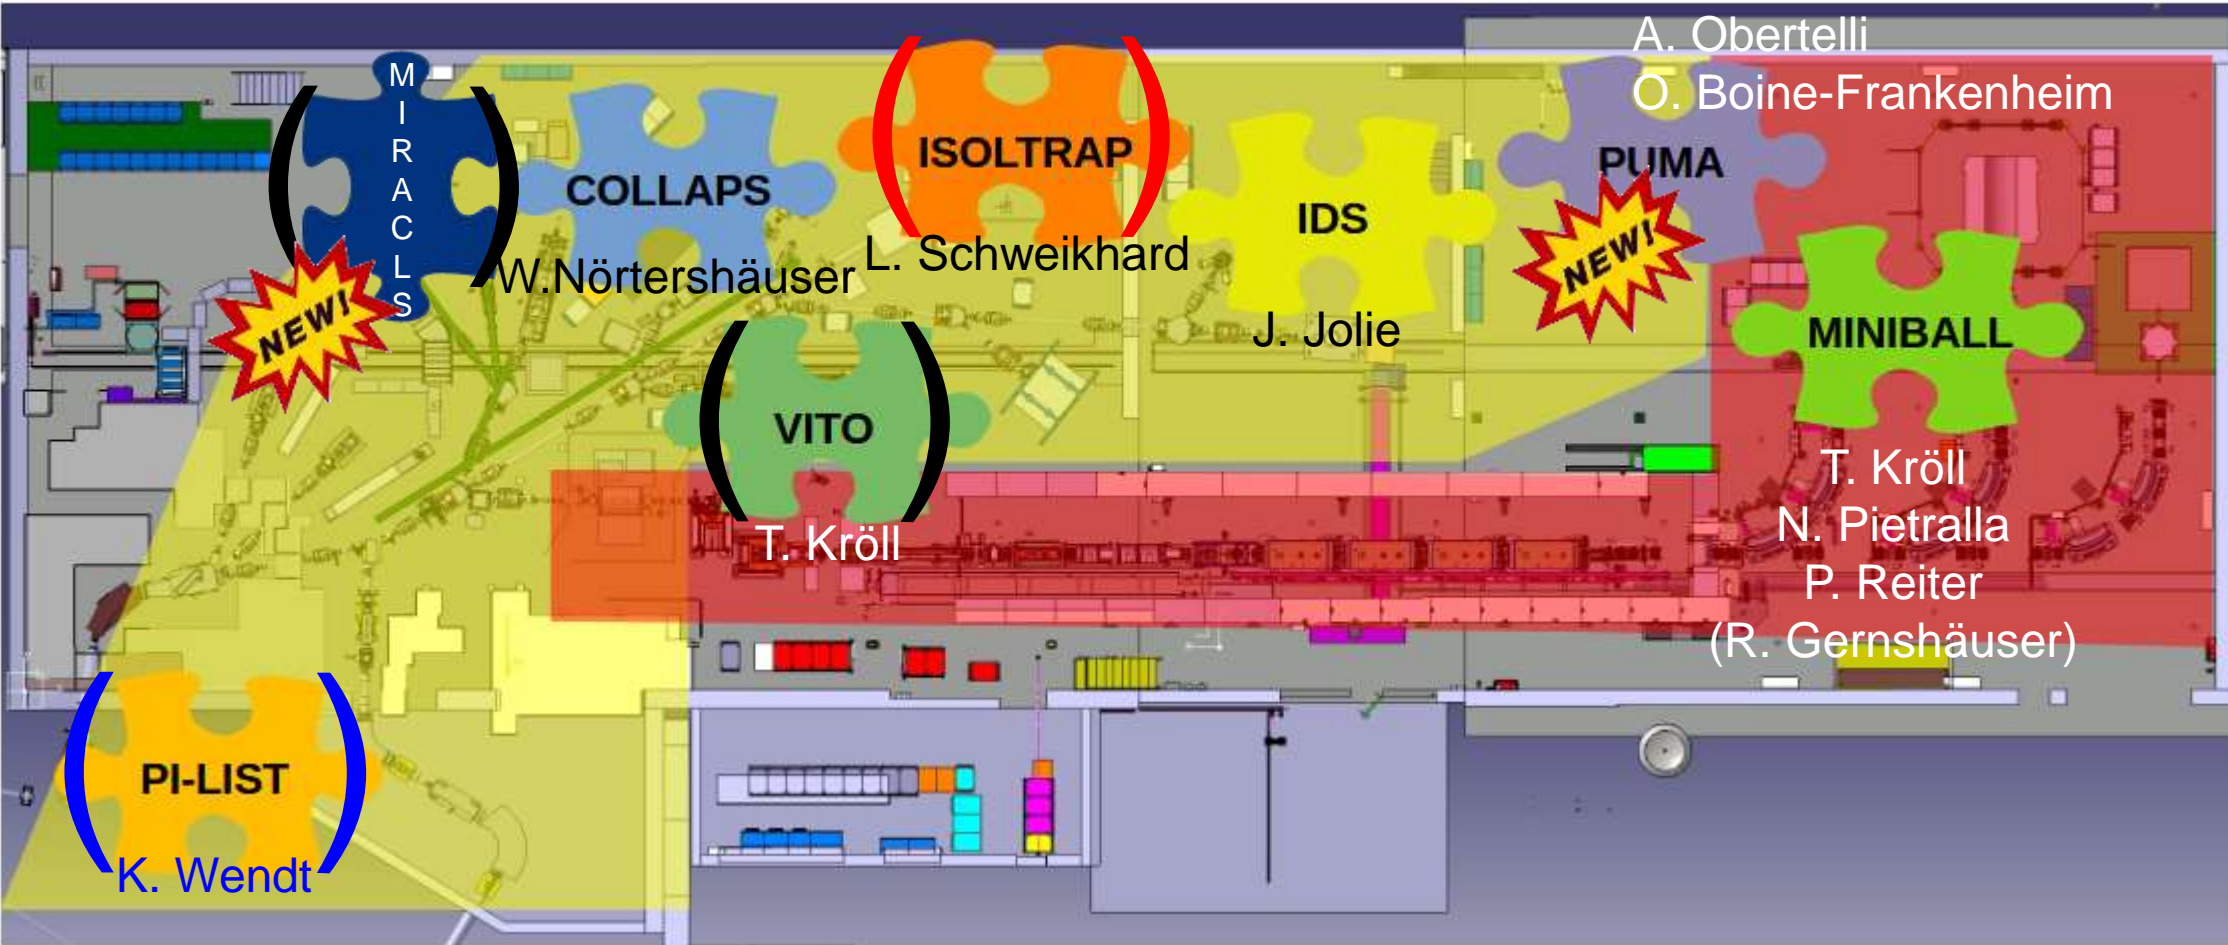 A. Obertelli
O. Boine-Frankenheim
MIRACLS
COLLAPS
ISOLTRAP
IDS
PUMA
NEW!
NEW!
W.Nörtershäuser
L. Schweikhard
J. Jolie
MINIBALL
VITO
T. Kröll
T. Kröll
N. Pietralla
P. Reiter
(R. Gernshäuser)
PI-LIST
K. Wendt